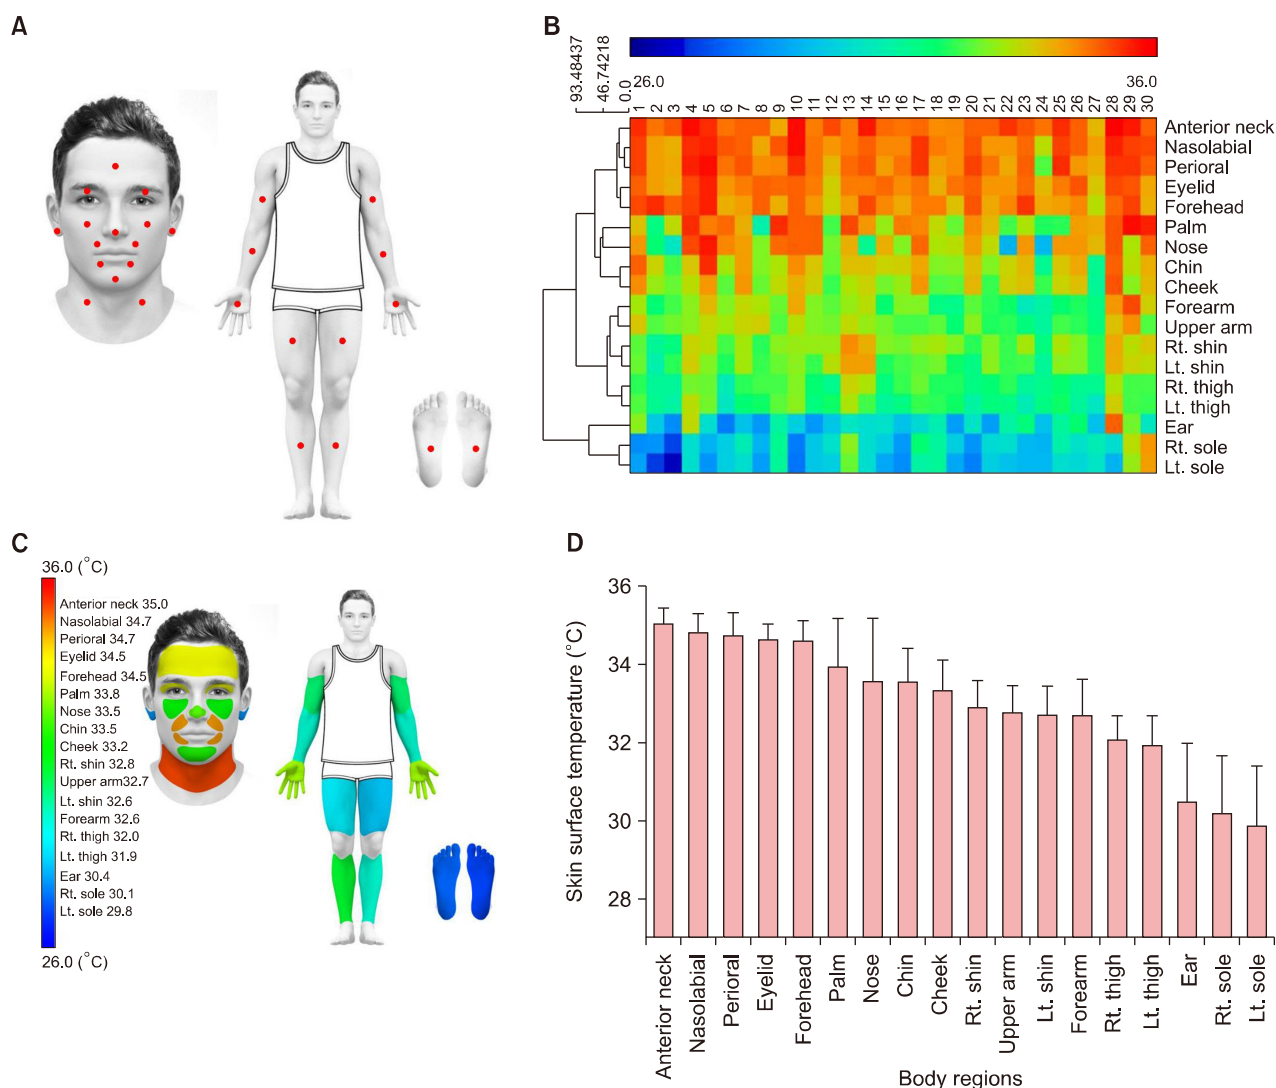 A
B
93.48437
46.74218
0.0
26.0
36.0
1 2 3 4 5 6 7 8 9 10 11 12 13 14 15 16 17 18 19 20 21 22 23 24 25 26 27 28 29 30
Anterior neck
Nasolabial
Perioral
Eyelid
Forehead
Palm
Nose
Chin
Cheek
Forearm
Upper arm
Rt. shin
Lt. shin
Rt. thigh
Lt. thigh
Ear
Rt. sole
Lt. sole
C
36.0 (°C)
Anterior neck 35.0
Nasolabial 34.7
Perioral 34.7
Eyelid 34.5
Forehead 34.5
Palm 33.8
Nose 33.5
Chin 33.5
Cheek 33.2
Rt. shin 32.8
Upper arm32.7
Lt. shin 32.6
Forearm 32.6
Rt. thigh 32.0
Lt. thigh 31.9
Ear 30.4
Rt. sole 30.1
Lt. sole 29.8
26.0 (°C)
D
Skin surface temperature (°C)
36
34
32
30
28
Anterior neck
Nasolabial
Perioral
Eyelid
Forehead
Palm
Nose
Chin
Cheek
Rt. shin
Upper arm
Lt. shin
Forearm
Rt. thigh
Lt. thigh
Ear
Rt. sole
Lt. sole
Body regions